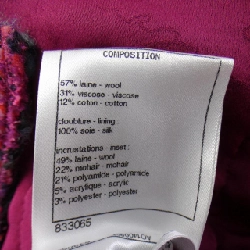 COMPOSITION
57% laine - wool
31% viscose - viscose
12% coton - cotton
doublure - lining :
100% soie - silk
incrustations - inset :
49% laine - wool
22% mohair - mohair
21% polyamide - polyamide
5% acrylique - acrylic
3% polyester - polyester
833065